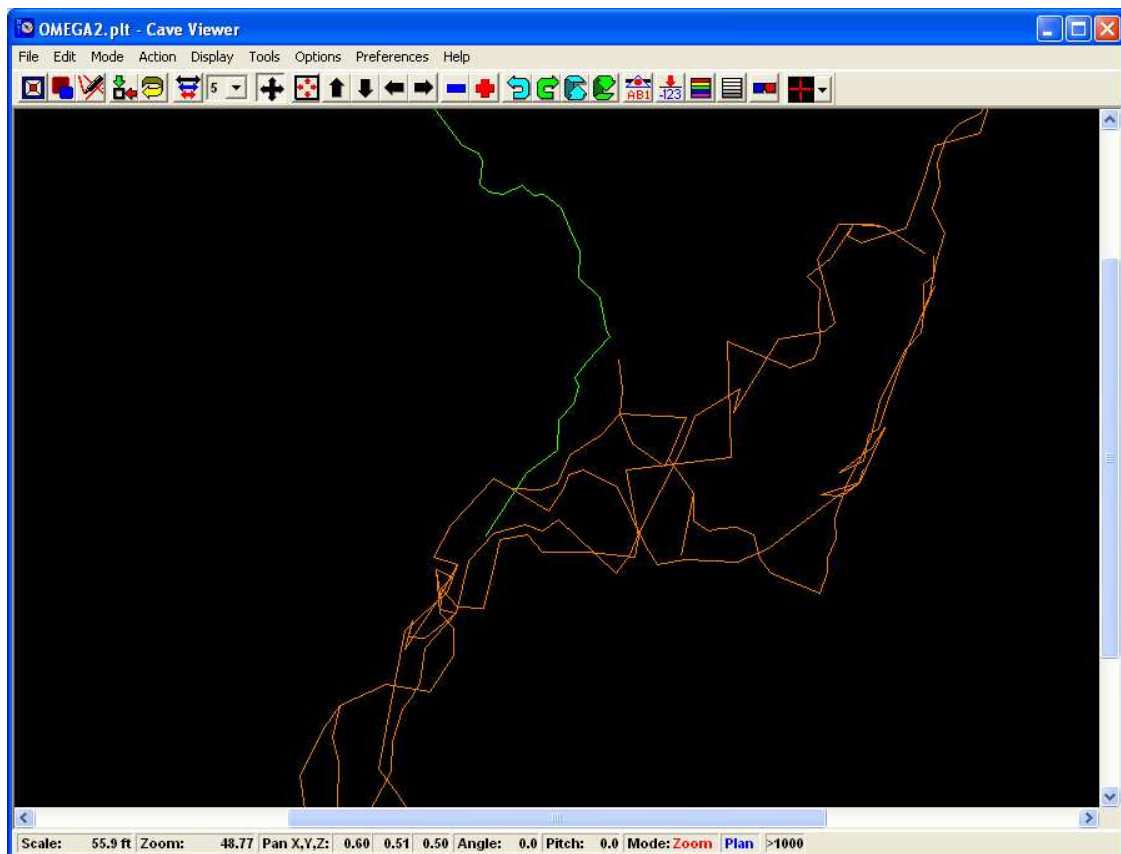 OMEGA2.plt - Cave Viewer
File Edit Mode Action Display Tools Options Preferences Help
5 AB1 -123
Scale: 55.9 ft Zoom: 48.77 Pan X,Y,Z: 0.60 0.51 0.50 Angle: 0.0 Pitch: 0.0 Mode: Zoom Plan >1000